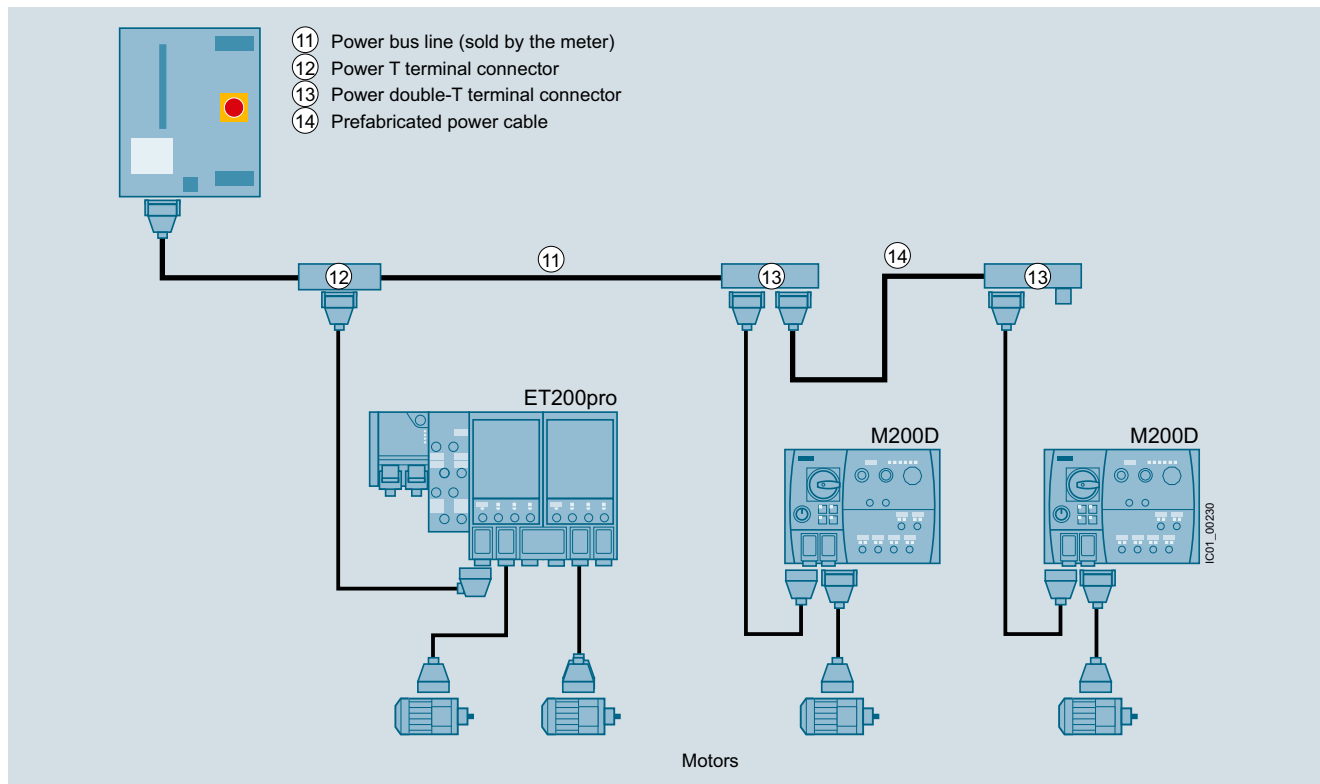 11 Power bus line (sold by the meter)
12 Power T terminal connector
13 Power double-T terminal connector
14 Prefabricated power cable
11
14
12
13
13
ET200pro
M200D
M200D
IC01_00230
Motors